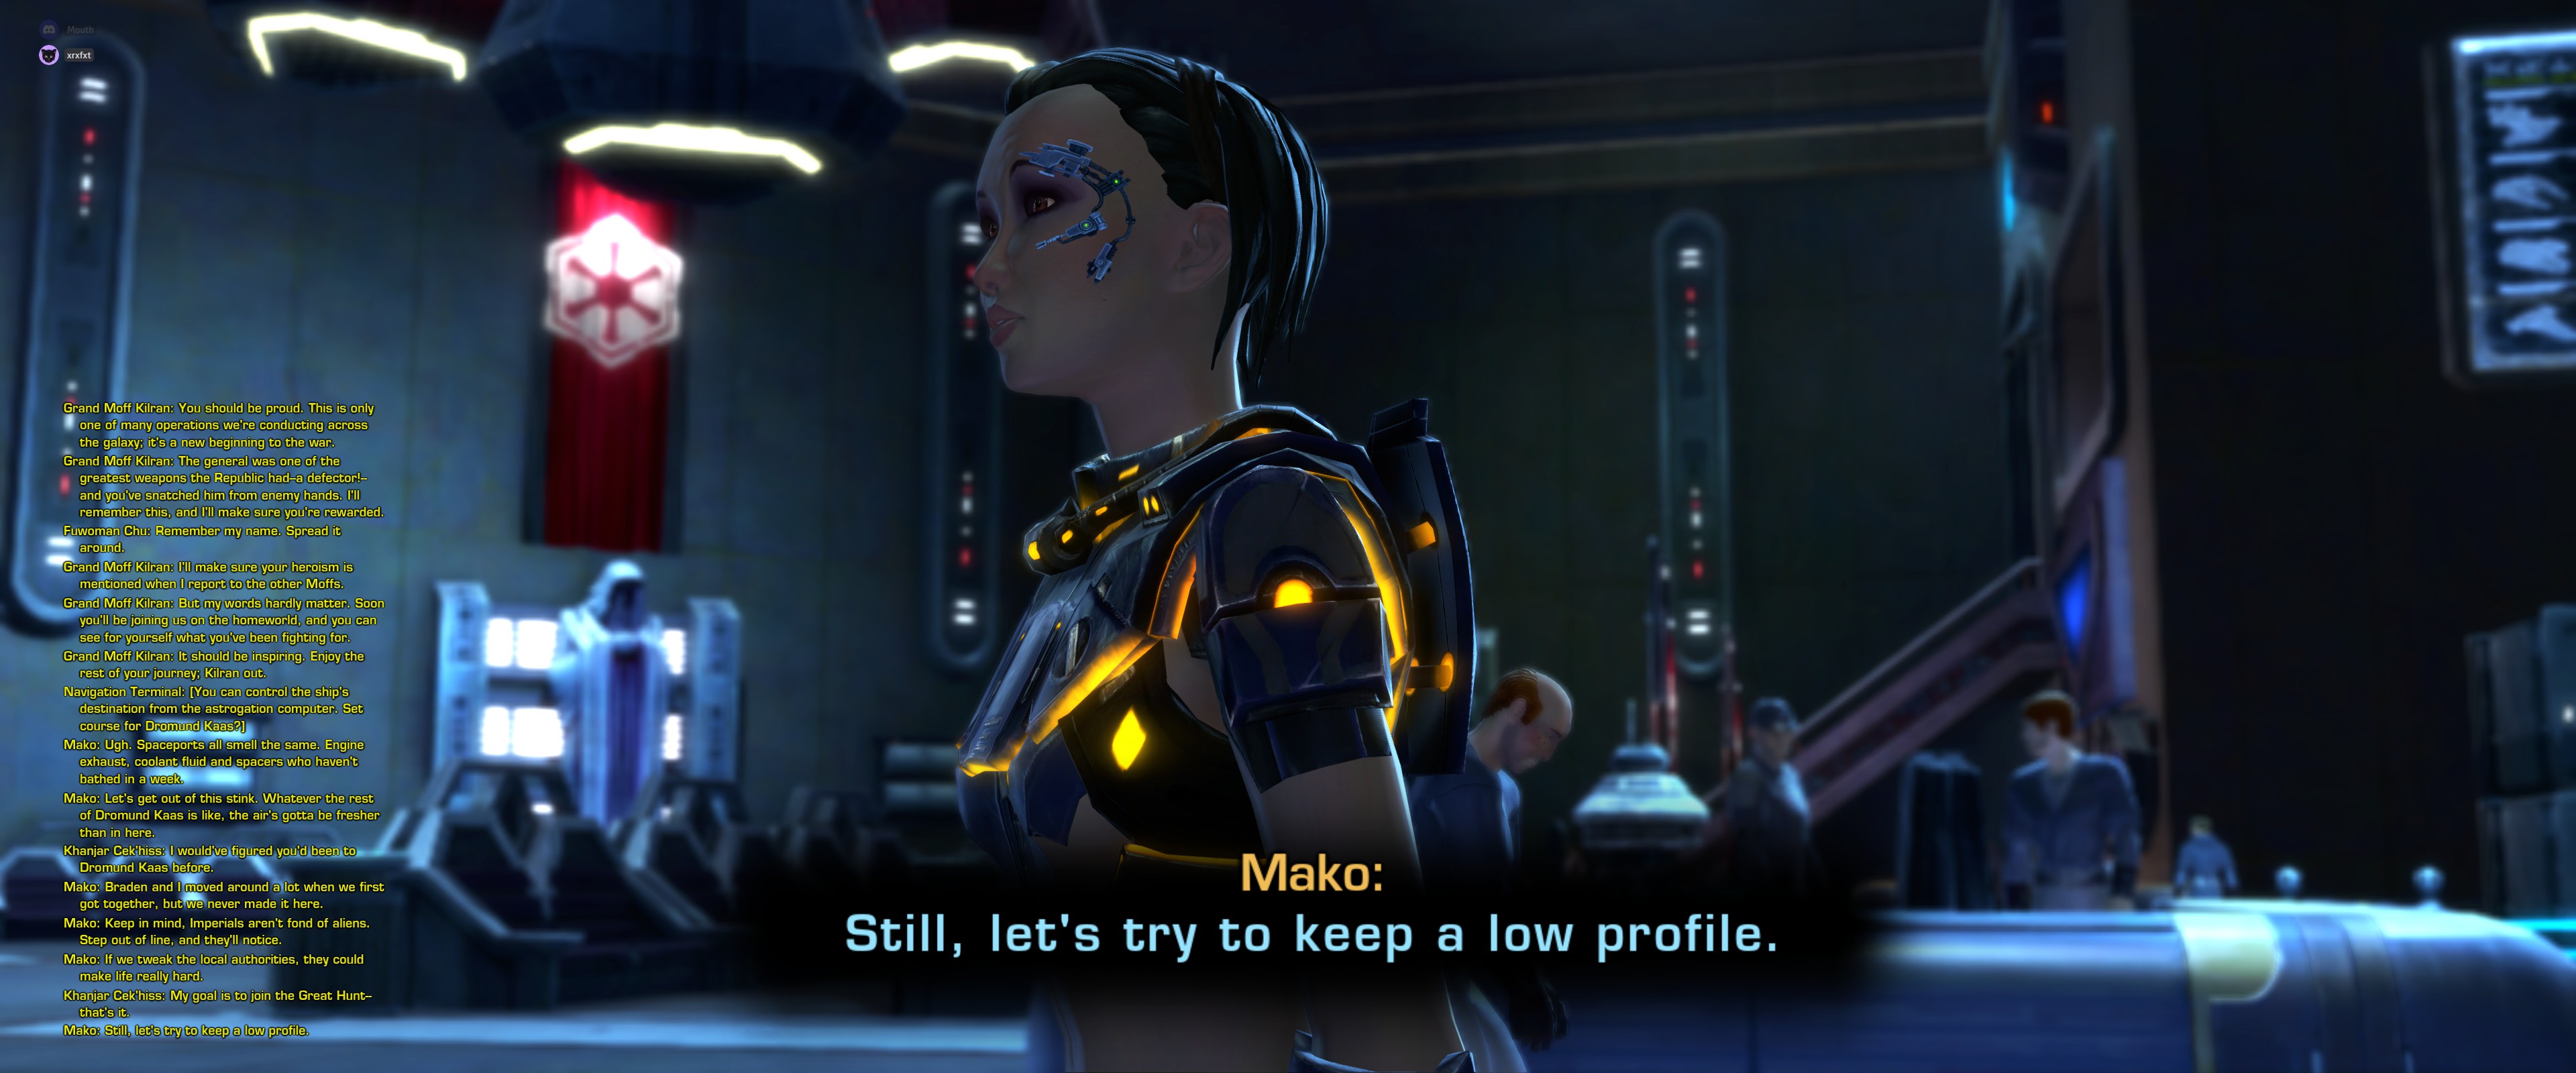 Mouth
xrxfxt
Grand Moff Kilran: You should be proud. This is only
one of many operations we're conducting across
the galaxy; it's a new beginning to the war.
Grand Moff Kilran: The general was one of the
greatest weapons the Republic had–a defector!–
and you've snatched him from enemy hands. I'll
remember this, and I'll make sure you're rewarded.
Fuwoman Chu: Remember my name. Spread it
around.
Grand Moff Kilran: I'll make sure your heroism is
mentioned when I report to the other Moffs.
Grand Moff Kilran: But my words hardly matter. Soon
you'll be joining us on the homeworld, and you can
see for yourself what you've been fighting for.
Grand Moff Kilran: It should be inspiring. Enjoy the
rest of your journey; Kilran out.
Navigation Terminal: [You can control the ship's
destination from the astrogation computer. Set
course for Dromund Kaas?]
Mako: Ugh. Spaceports all smell the same. Engine
exhaust, coolant fluid and spacers who haven't
bathed in a week.
Mako: Let's get out of this stink. Whatever the rest
of Dromund Kaas is like, the air's gotta be fresher
than in here.
Khanjar Cek'hiss: I would've figured you'd been to
Dromund Kaas before.
Mako: Braden and I moved around a lot when we first
got together, but we never made it here.
Mako: Keep in mind, Imperials aren't fond of aliens.
Step out of line, and they'll notice.
Mako: If we tweak the local authorities, they could
make life really hard.
Khanjar Cek'hiss: My goal is to join the Great Hunt–
that's it.
Mako: Still, let's try to keep a low profile.
Mako:
Still, let's try to keep a low profile.